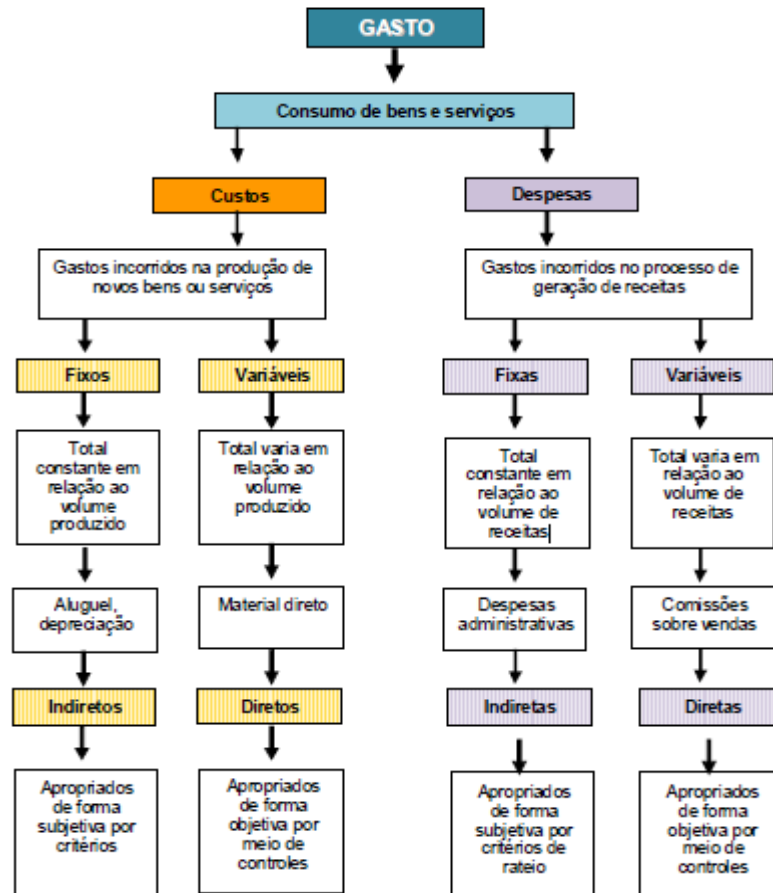 GASTO
Consumo de bens e serviços
Custos
Despesas
Gastos incorridos na produção de
novos bens ou serviços
Gastos incorridos no processo de
geração de receitas
Fixos
Variáveis
Fixas
Variáveis
Total
constante em
relação ao
volume
produzido
Total varia em
relação ao
volume
produzido
Total
constante em
relação ao
volume de
receitas
Total varia em
relação ao
volume de
receitas
Aluguel,
depreciação
Material direto
Despesas
administrativas
Comissões
sobre vendas
Indiretos
Diretos
Indiretas
Diretas
Apropriados
de forma
subjetiva por
critérios
Apropriados
de forma
objetiva por
meio de
controles
Apropriados
de forma
subjetiva por
critérios de
rateio
Apropriados
de forma
objetiva por
meio de
controles